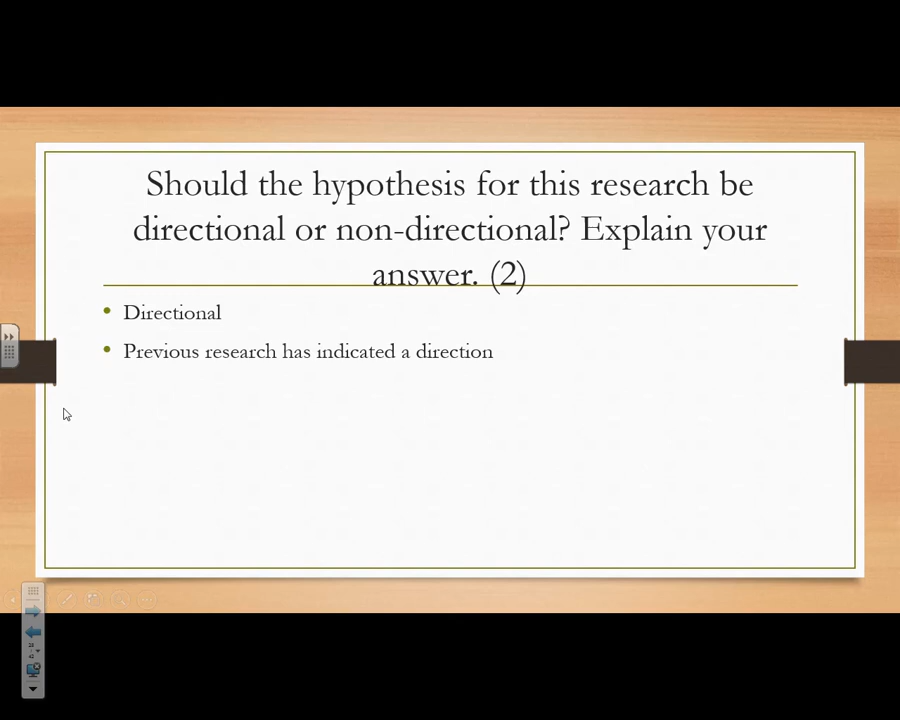 Should the hypothesis for this research be
directional or non-directional? Explain your
answer. (2)
• Directional
• Previous research has indicated a direction